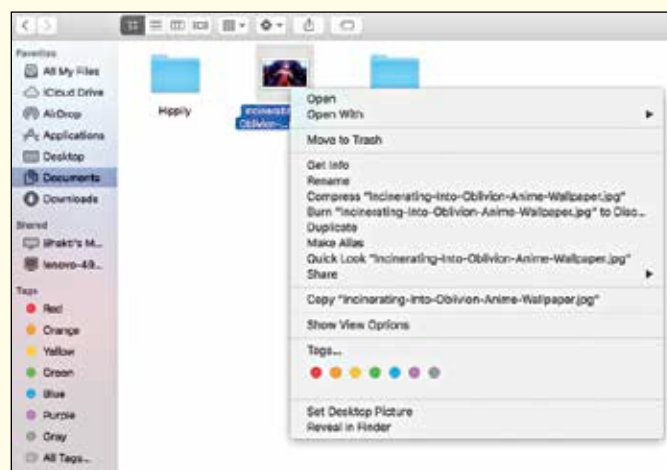 Favorites
All My Files
iCloud Drive
AirDrop
Applications
Desktop
Documents
Downloads
Shared
Bhakti's M...
lenovo-49...
Tags
Red
Orange
Yellow
Green
Blue
Purple
Gray
All Tags...
Hippily
Incinerati
Oblivion-...
Open
Open With
Move to Trash
Get Info
Rename
Compress "Incinerating-Into-Oblivion-Anime-Wallpaper.jpg"
Burn "Incinerating-Into-Oblivion-Anime-Wallpaper.jpg" to Disc...
Duplicate
Make Alias
Quick Look "Incinerating-Into-Oblivion-Anime-Wallpaper.jpg"
Share
Copy "Incinerating-Into-Oblivion-Anime-Wallpaper.jpg"
Show View Options
Tags...
Set Desktop Picture
Reveal in Finder